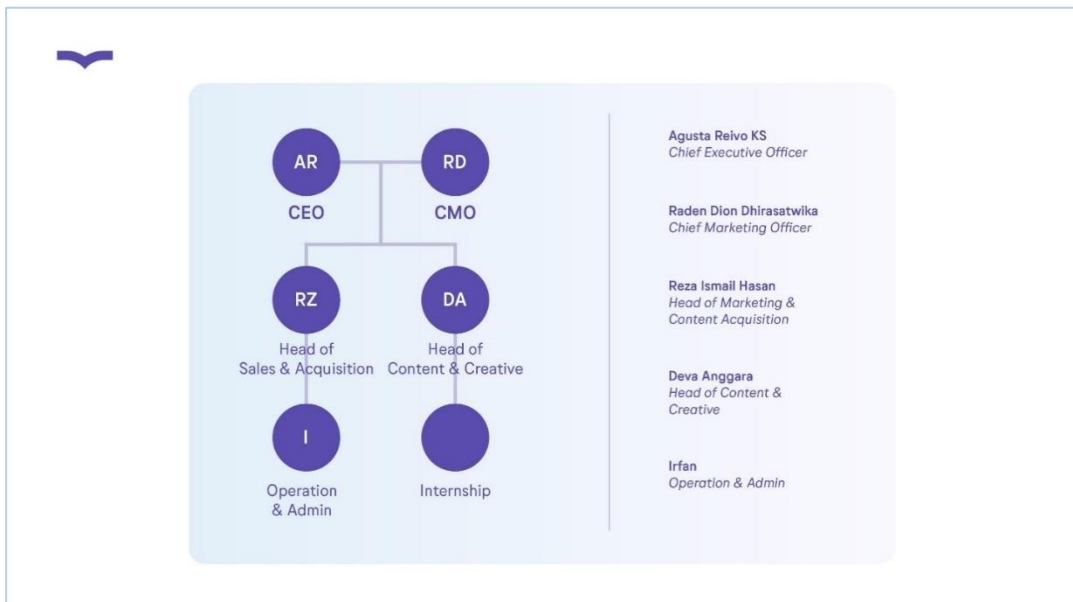 AR
RD
CEO
CMO
RZ
DA
Head of
Sales & Acquisition
Head of
Content & Creative
I
Operation
& Admin
Internship
Agusta Reivo KS
Chief Executive Officer
Raden Dion Dhirasatwika
Chief Marketing Officer
Reza Ismail Hasan
Head of Marketing &
Content Acquisition
Deva Anggara
Head of Content &
Creative
Irfan
Operation & Admin